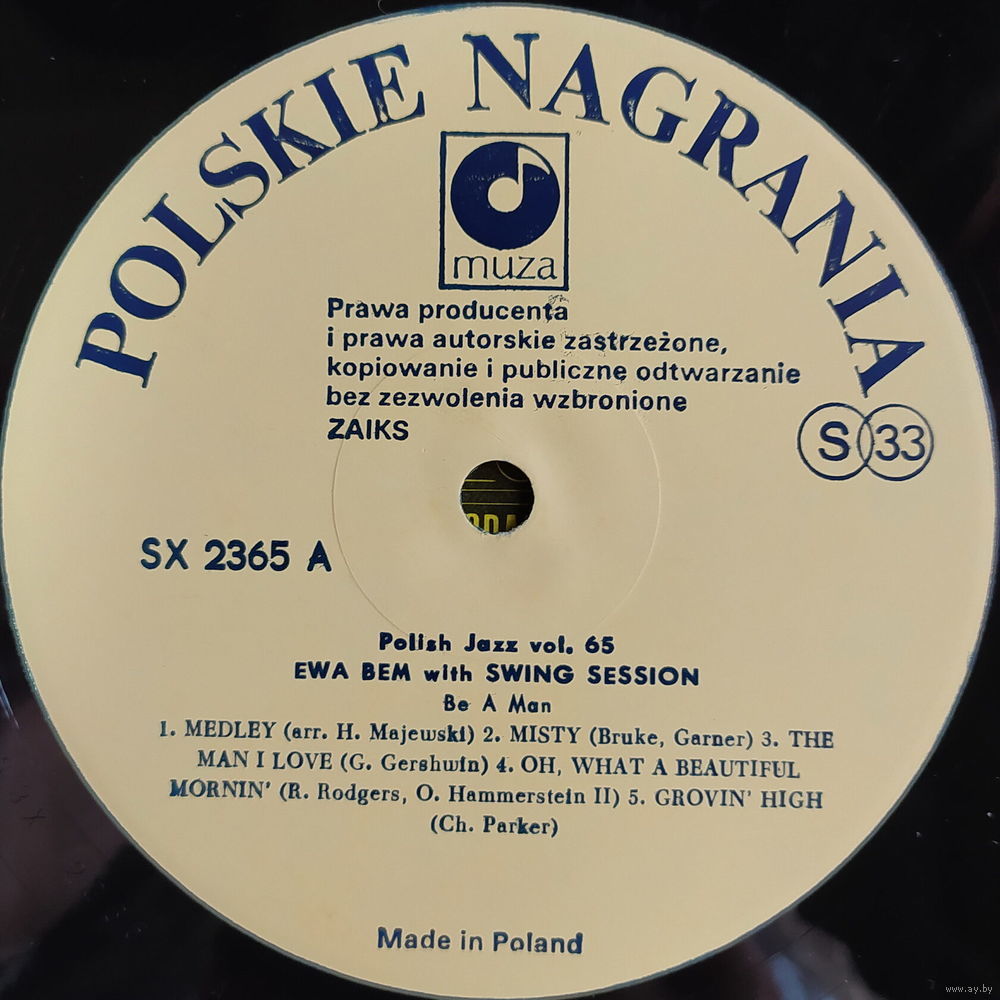 POLSKIE NAGRANIA
muza
Prawa producenta
i prawa autorskie zastrzeżone,
kopiowanie i publiczne odtwarzanie
bez zezwolenia wzbronione
ZAIKS
S 33
SX 2365 A
Polish Jazz vol. 65
EWA BEM with SWING SESSION
Be A Man
1. MEDLEY (arr. H. Majewski) 2. MISTY (Bruke, Garner) 3. THE
MAN I LOVE (G. Gershwin) 4. OH, WHAT A BEAUTIFUL
MORNIN' (R. Rodgers, O. Hammerstein II) 5. GROVIN' HIGH
(Ch. Parker)
Made in Poland
www.ay.by